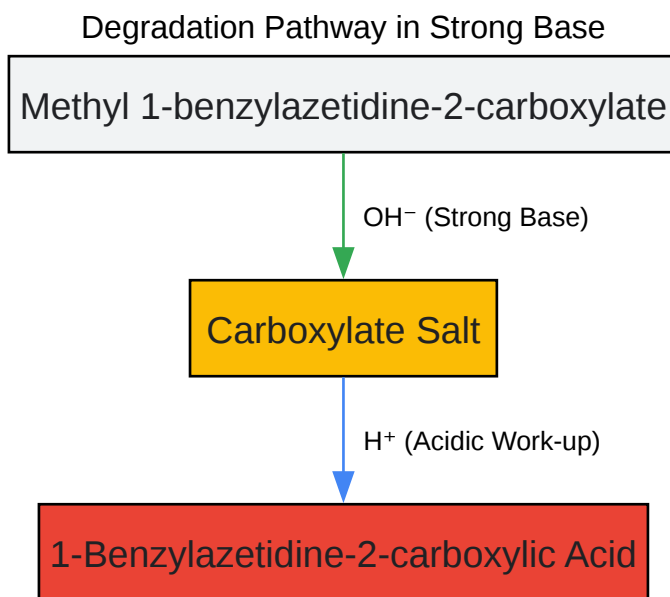 Degradation Pathway in Strong Base
Methyl 1-benzylazetidine-2-carboxylate
OH⁻ (Strong Base)
Carboxylate Salt
H⁺ (Acidic Work-up)
1-Benzylazetidine-2-carboxylic Acid